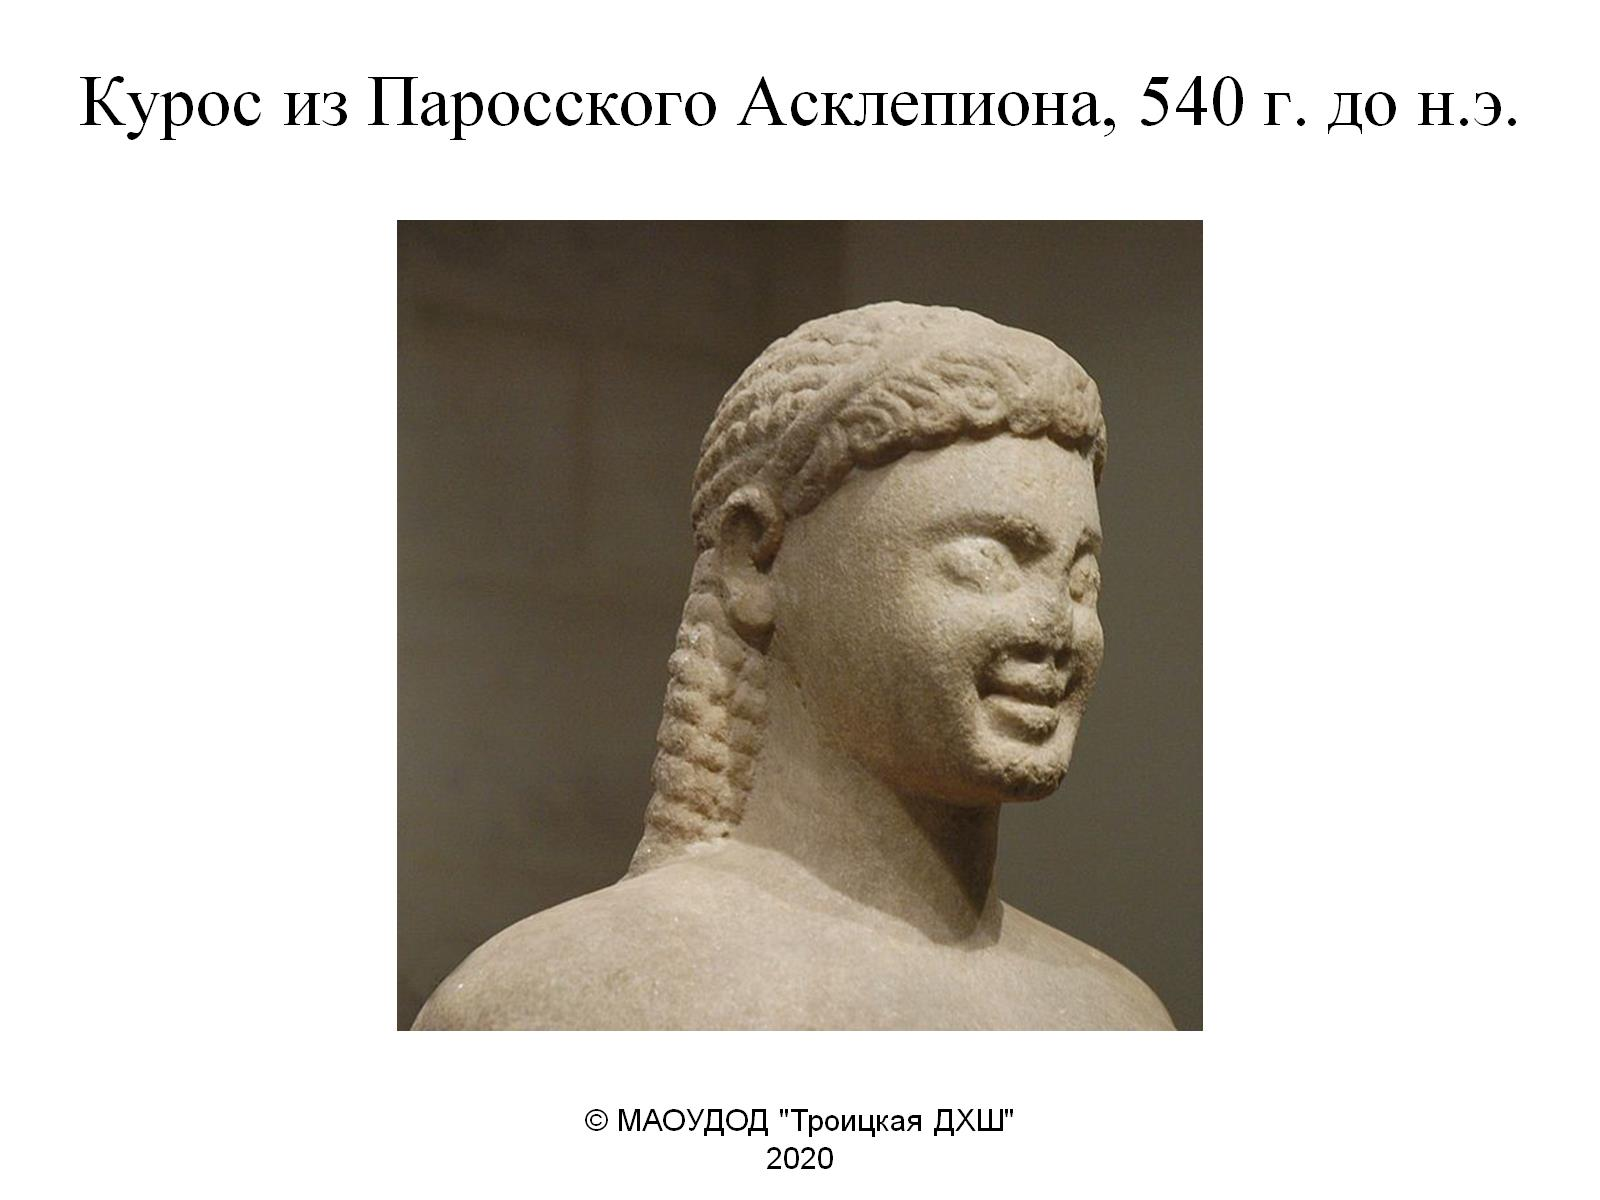 Курос из Паросского Асклепиона, 540 г. до н.э.
© МАОУДОД "Троицкая ДХШ"
2020